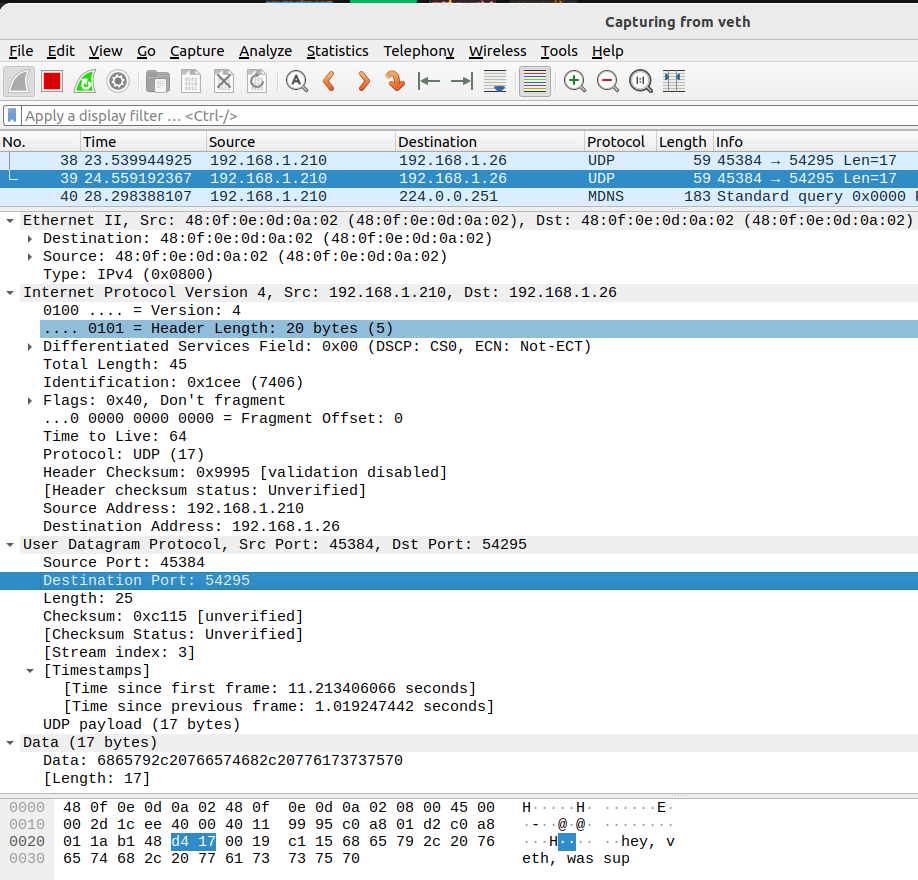 Capturing from veth
File Edit View Go Capture Analyze Statistics Telephony Wireless Tools Help
Apply a display filter … <Ctrl-/>
No. Time Source Destination Protocol Length Info
38 23.539944925 192.168.1.210 192.168.1.26 UDP 59 45384 → 54295 Len=17
39 24.559192367 192.168.1.210 192.168.1.26 UDP 59 45384 → 54295 Len=17
40 28.298388107 192.168.1.210 224.0.0.251 MDNS 183 Standard query 0x0000
Ethernet II, Src: 48:0f:0e:0d:0a:02 (48:0f:0e:0d:0a:02), Dst: 48:0f:0e:0d:0a:02 (48:0f:0e:0d:0a:02)
Destination: 48:0f:0e:0d:0a:02 (48:0f:0e:0d:0a:02)
Source: 48:0f:0e:0d:0a:02 (48:0f:0e:0d:0a:02)
Type: IPv4 (0x0800)
Internet Protocol Version 4, Src: 192.168.1.210, Dst: 192.168.1.26
0100 .... = Version: 4
.... 0101 = Header Length: 20 bytes (5)
Differentiated Services Field: 0x00 (DSCP: CS0, ECN: Not-ECT)
Total Length: 45
Identification: 0x1cee (7406)
Flags: 0x40, Don't fragment
...0 0000 0000 0000 = Fragment Offset: 0
Time to Live: 64
Protocol: UDP (17)
Header Checksum: 0x9995 [validation disabled]
[Header checksum status: Unverified]
Source Address: 192.168.1.210
Destination Address: 192.168.1.26
User Datagram Protocol, Src Port: 45384, Dst Port: 54295
Source Port: 45384
Destination Port: 54295
Length: 25
Checksum: 0xc115 [unverified]
[Checksum Status: Unverified]
[Stream index: 3]
[Timestamps]
[Time since first frame: 11.213406066 seconds]
[Time since previous frame: 1.019247442 seconds]
UDP payload (17 bytes)
Data (17 bytes)
Data: 6865792c20766574682c20776173737570
[Length: 17]
0000 48 0f 0e 0d 0a 02 48 0f 0e 0d 0a 02 08 00 45 00 H·····H· ······E·
0010 00 2d 1c ee 40 00 40 11 99 95 c0 a8 01 d2 c0 a8 ·-··@·@· ········
0020 01 1a b1 48 d4 17 00 19 c1 15 68 65 79 2c 20 76 ···H···· ··hey, v
0030 65 74 68 2c 20 77 61 73 73 75 70 eth, was sup